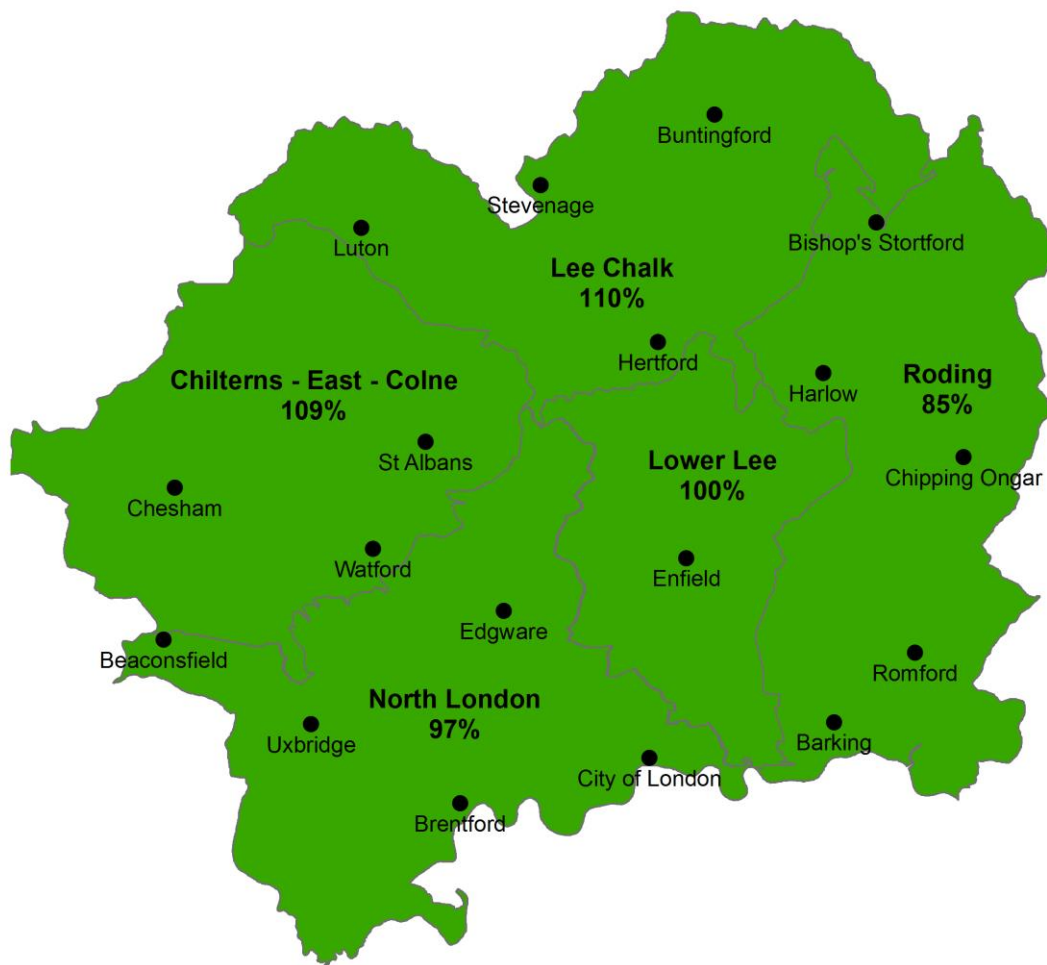 Buntingford
Stevenage
Bishop's Stortford
Luton
Lee Chalk
110%
Hertford
Harlow
Roding
85%
Chilterns - East - Colne
109%
St Albans
Lower Lee
100%
Chipping Ongar
Chesham
Watford
Enfield
Edgware
Beaconsfield
Romford
North London
97%
Uxbridge
Barking
City of London
Brentford